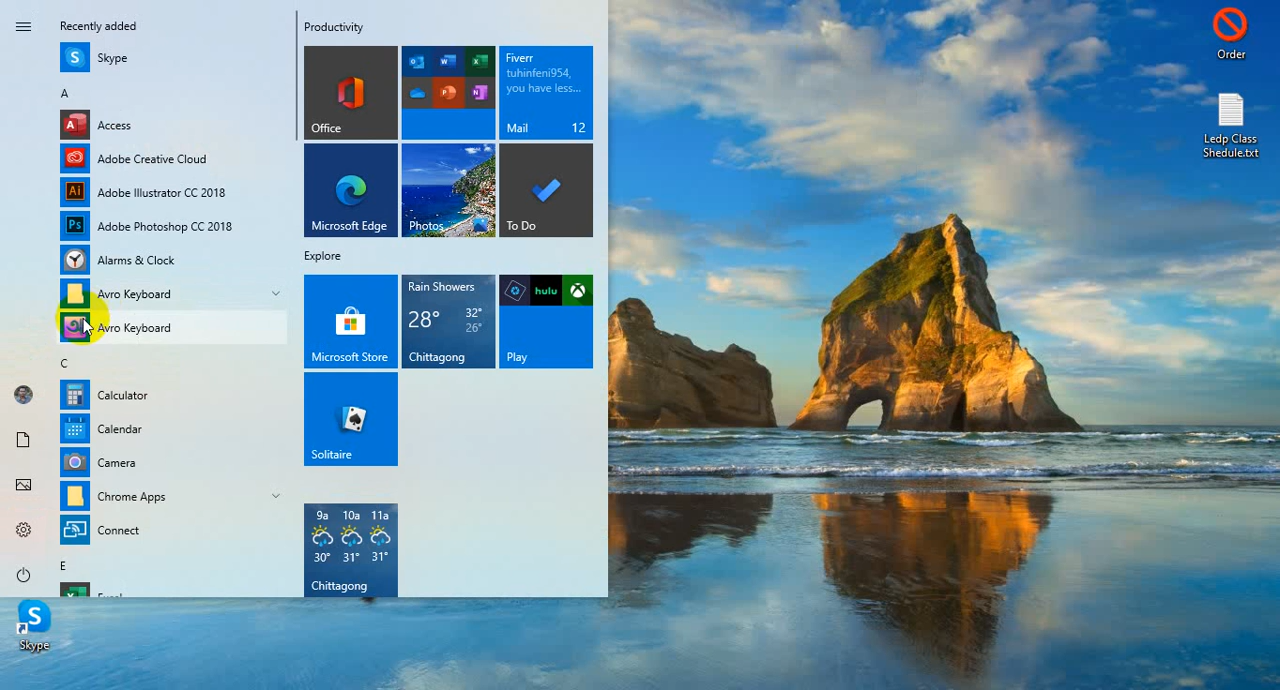 Recently added
Skype
A
Access
Adobe Creative Cloud
Adobe Illustrator CC 2018
Adobe Photoshop CC 2018
Alarms & Clock
Avro Keyboard
Avro Keyboard
C
Calculator
Calendar
Camera
Chrome Apps
Connect
E
Excel
Productivity
Office
Fiverr
tuhinfeni954,
you have less...
Mail 12
Microsoft Edge
Photos
To Do
Explore
Microsoft Store
Rain Showers
28° 32°
26°
Chittagong
hulu
Play
Solitaire
9a 10a 11a
30° 31° 31°
Chittagong
Order
Ledp Class
Shedule.txt
Skype